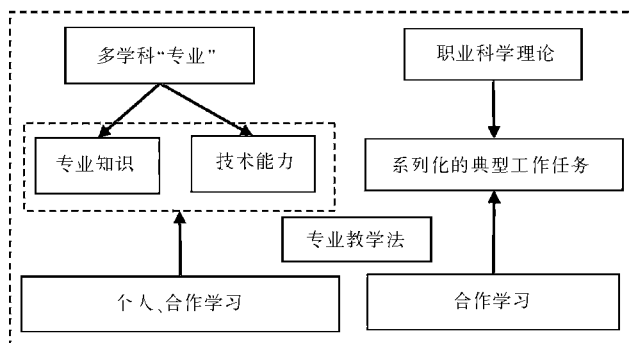 多学科“专业”
职业科学理论
专业知识
技术能力
系列化的典型工作任务
专业教学法
个人、合作学习
合作学习